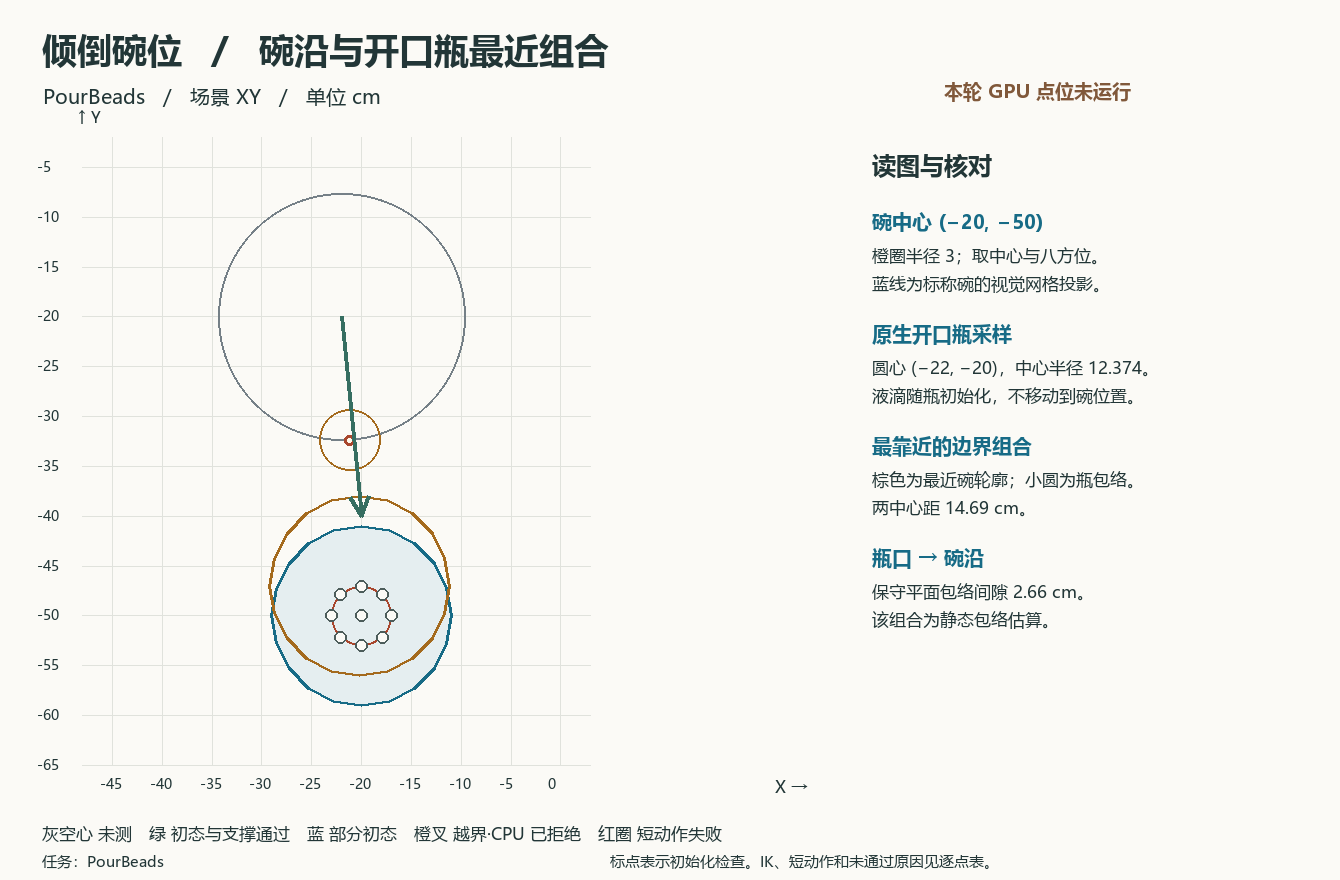 倾倒碗位 / 碗沿与开口瓶最近组合
PourBeads / 场景 XY / 单位 cm
本轮 GPU 点位未运行
↑ Y
-5
-10
-15
-20
-25
-30
-35
-40
-45
-50
-55
-60
-65
-45 -40 -35 -30 -25 -20 -15 -10 -5 0
X →
读图与核对
碗中心 (−20, −50)
橙圈半径 3；取中心与八方位。
蓝线为标称碗的视觉网格投影。
原生开口瓶采样
圆心 (−22, −20)，中心半径 12.374。
液滴随瓶初始化，不移动到碗位置。
最靠近的边界组合
棕色为最近碗轮廓；小圆为瓶包络。
两中心距 14.69 cm。
瓶口 → 碗沿
保守平面包络间隙 2.66 cm。
该组合为静态包络估算。
灰空心 未测 绿 初态与支撑通过 蓝 部分初态 橙叉 越界·CPU 已拒绝 红圈 短动作失败
任务：PourBeads
标点表示初始化检查。IK、短动作和未通过原因见逐点表。